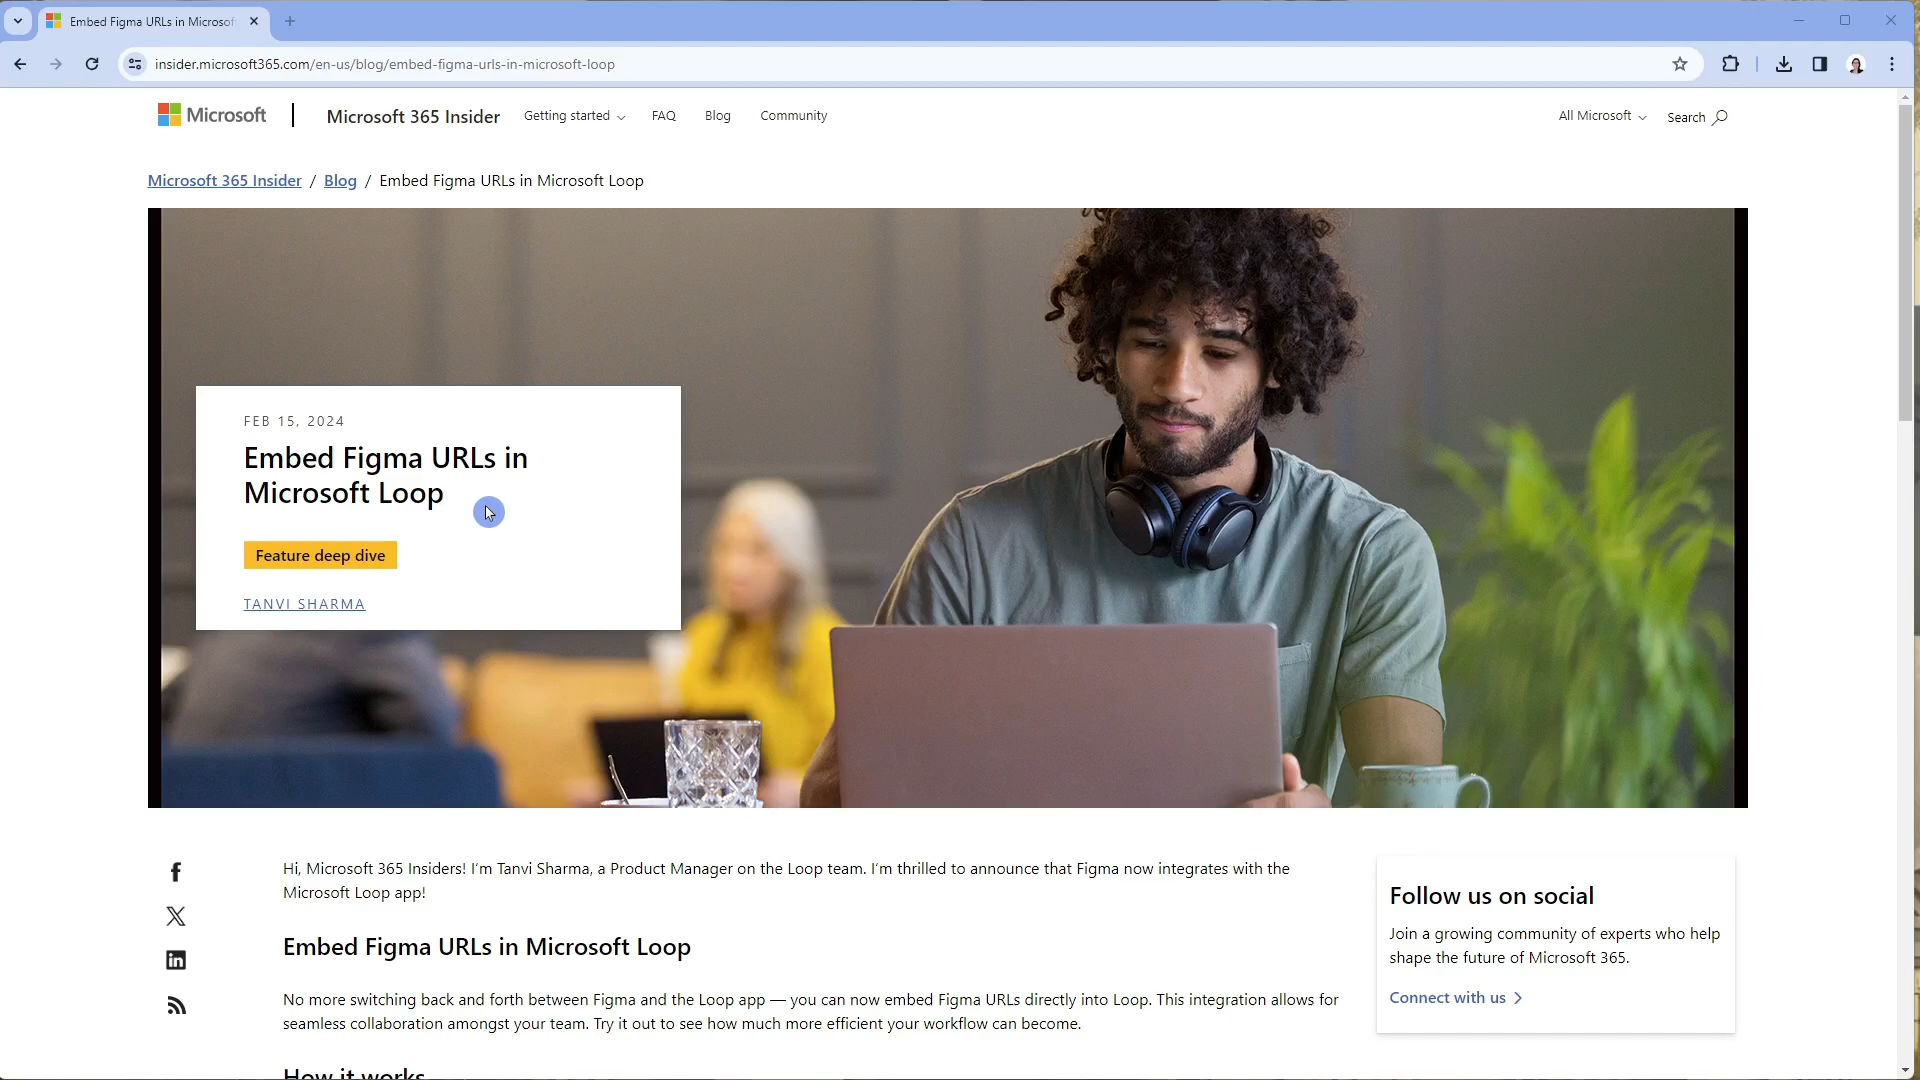 Embed Figma URLs in Microsof
insider.microsoft365.com/en-us/blog/embed-figma-urls-in-microsoft-loop
Microsoft
Microsoft 365 Insider
Getting started
FAQ
Blog
Community
All Microsoft
Search
Microsoft 365 Insider / Blog / Embed Figma URLs in Microsoft Loop
FEB 15, 2024
Embed Figma URLs in
Microsoft Loop
Feature deep dive
TANVI SHARMA
Hi, Microsoft 365 Insiders! I'm Tanvi Sharma, a Product Manager on the Loop team. I'm thrilled to announce that Figma now integrates with the
Microsoft Loop app!
Embed Figma URLs in Microsoft Loop
No more switching back and forth between Figma and the Loop app — you can now embed Figma URLs directly into Loop. This integration allows for
seamless collaboration amongst your team. Try it out to see how much more efficient your workflow can become.
How it works
Follow us on social
Join a growing community of experts who help
shape the future of Microsoft 365.
Connect with us